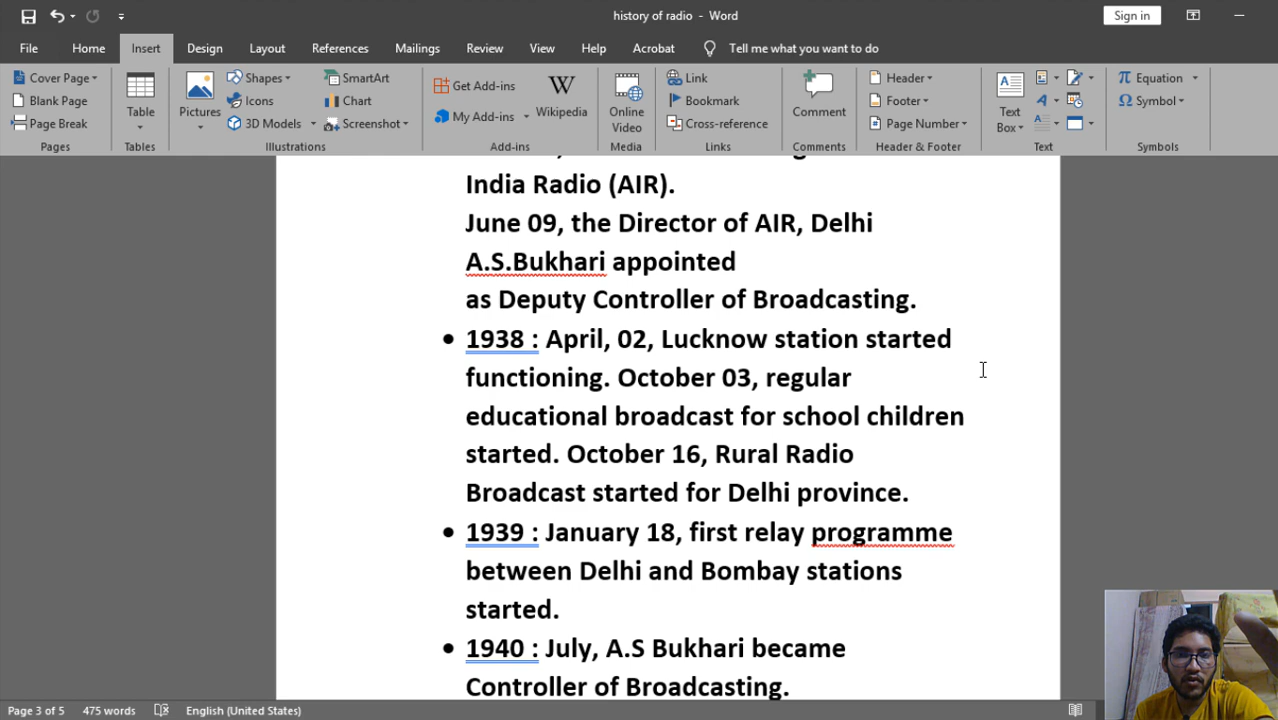 history of radio - Word
Sign in
File Home Insert Design Layout References Mailings Review View Help Acrobat Tell me what you want to do
Cover Page
Blank Page
Page Break
Pages
Table
Tables
Pictures
Shapes
Icons
3D Models
SmartArt
Chart
Screenshot
Illustrations
Get Add-ins
My Add-ins
W
Wikipedia
Add-ins
Online
Video
Media
Link
Bookmark
Cross-reference
Links
Comment
Comments
Header
Footer
Page Number
Header & Footer
Text
Box
Text
Equation
Symbol
Symbols
India Radio (AIR).
June 09, the Director of AIR, Delhi
A.S.Bukhari appointed
as Deputy Controller of Broadcasting.
• 1938 : April, 02, Lucknow station started
functioning. October 03, regular
educational broadcast for school children
started. October 16, Rural Radio
Broadcast started for Delhi province.
• 1939 : January 18, first relay programme
between Delhi and Bombay stations
started.
• 1940 : July, A.S Bukhari became
Controller of Broadcasting.
Page 3 of 5 475 words English (United States)